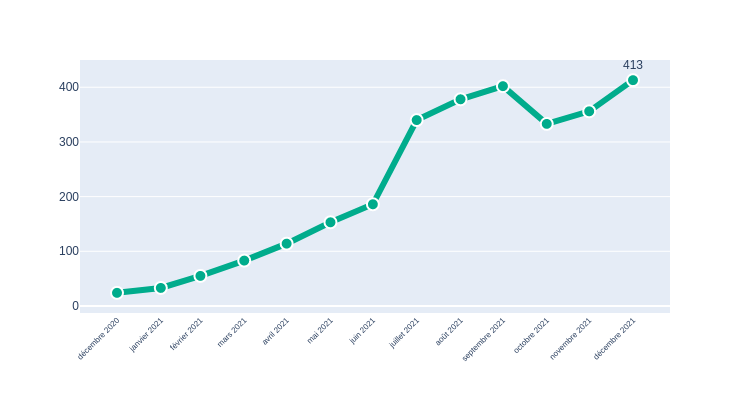 413
400
300
200
100
0
décembre 2020
janvier 2021
février 2021
mars 2021
avril 2021
mai 2021
juin 2021
juillet 2021
août 2021
septembre 2021
octobre 2021
novembre 2021
décembre 2021